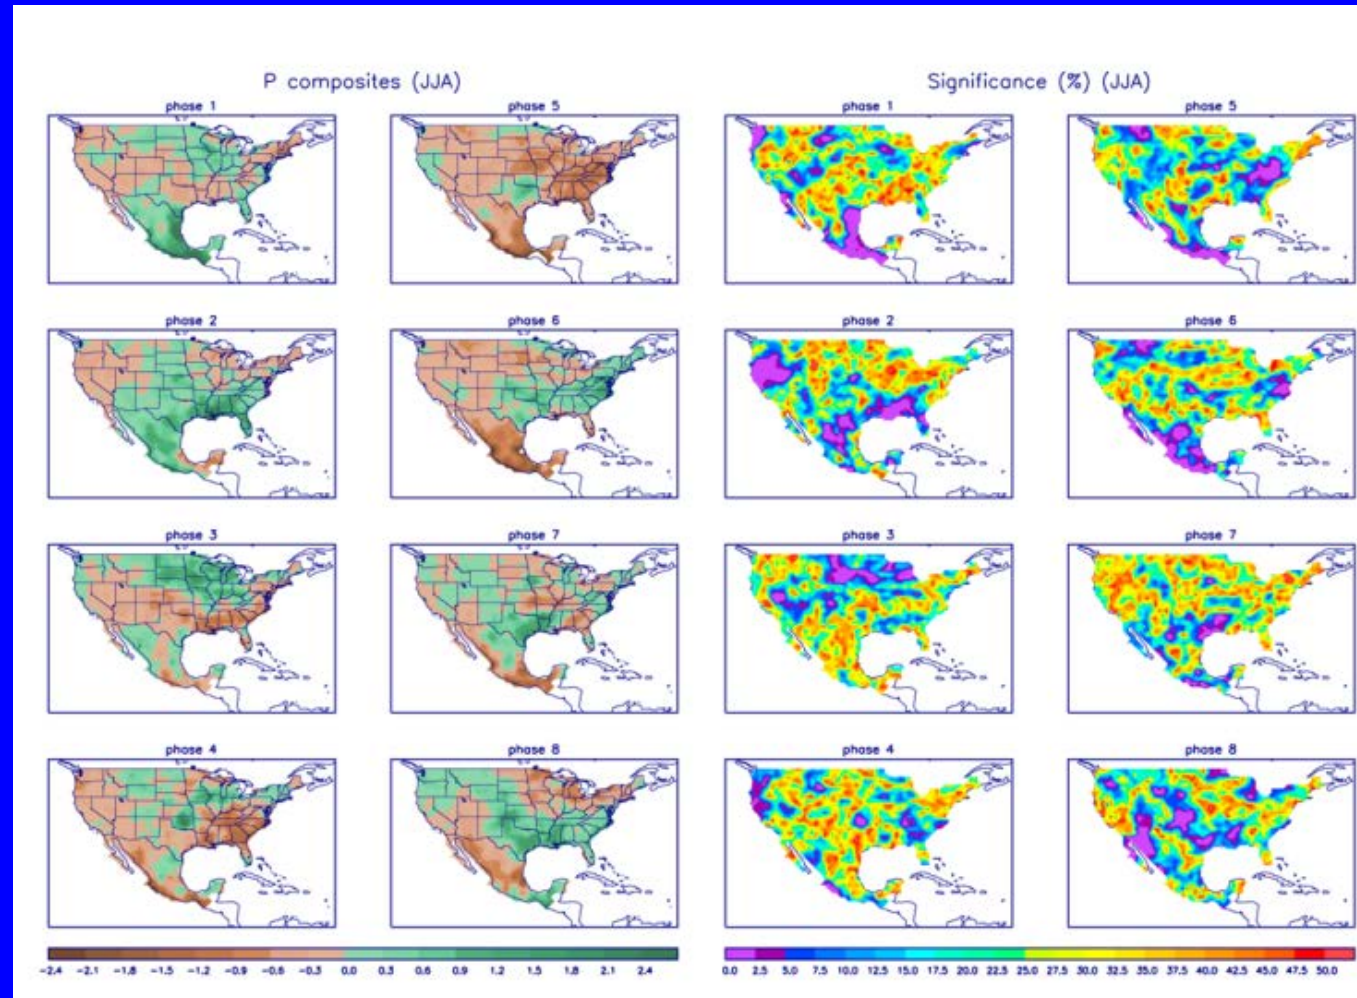 P composites (JJA) Significance (%) (JJA)
phase 1 phase 5 phase 1 phase 5
phase 2 phase 6 phase 2 phase 6
phase 3 phase 7 phase 3 phase 7
phase 4 phase 8 phase 4 phase 8
-2.4 -2.1 -1.8 -1.5 -1.2 -0.9 -0.6 -0.3 0.0 0.3 0.6 0.9 1.2 1.5 1.8 2.1 2.4
0.0 2.5 5.0 7.5 10.0 12.5 15.0 17.5 20.0 22.5 25.0 27.5 30.0 32.5 35.0 37.5 40.0 42.5 45.0 47.5 50.0